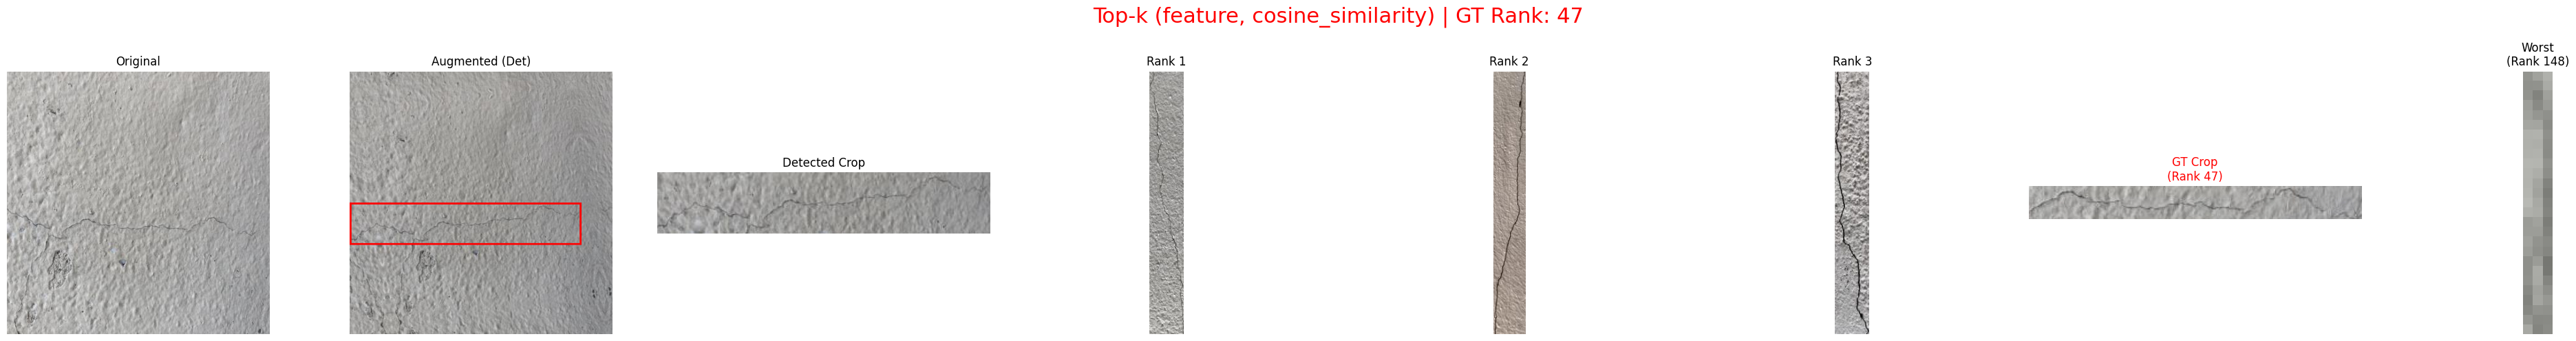 Top-k (feature, cosine_similarity) | GT Rank: 47
Original
Augmented (Det)
Detected Crop
Rank 1
Rank 2
Rank 3
GT Crop
(Rank 47)
Worst
(Rank 148)